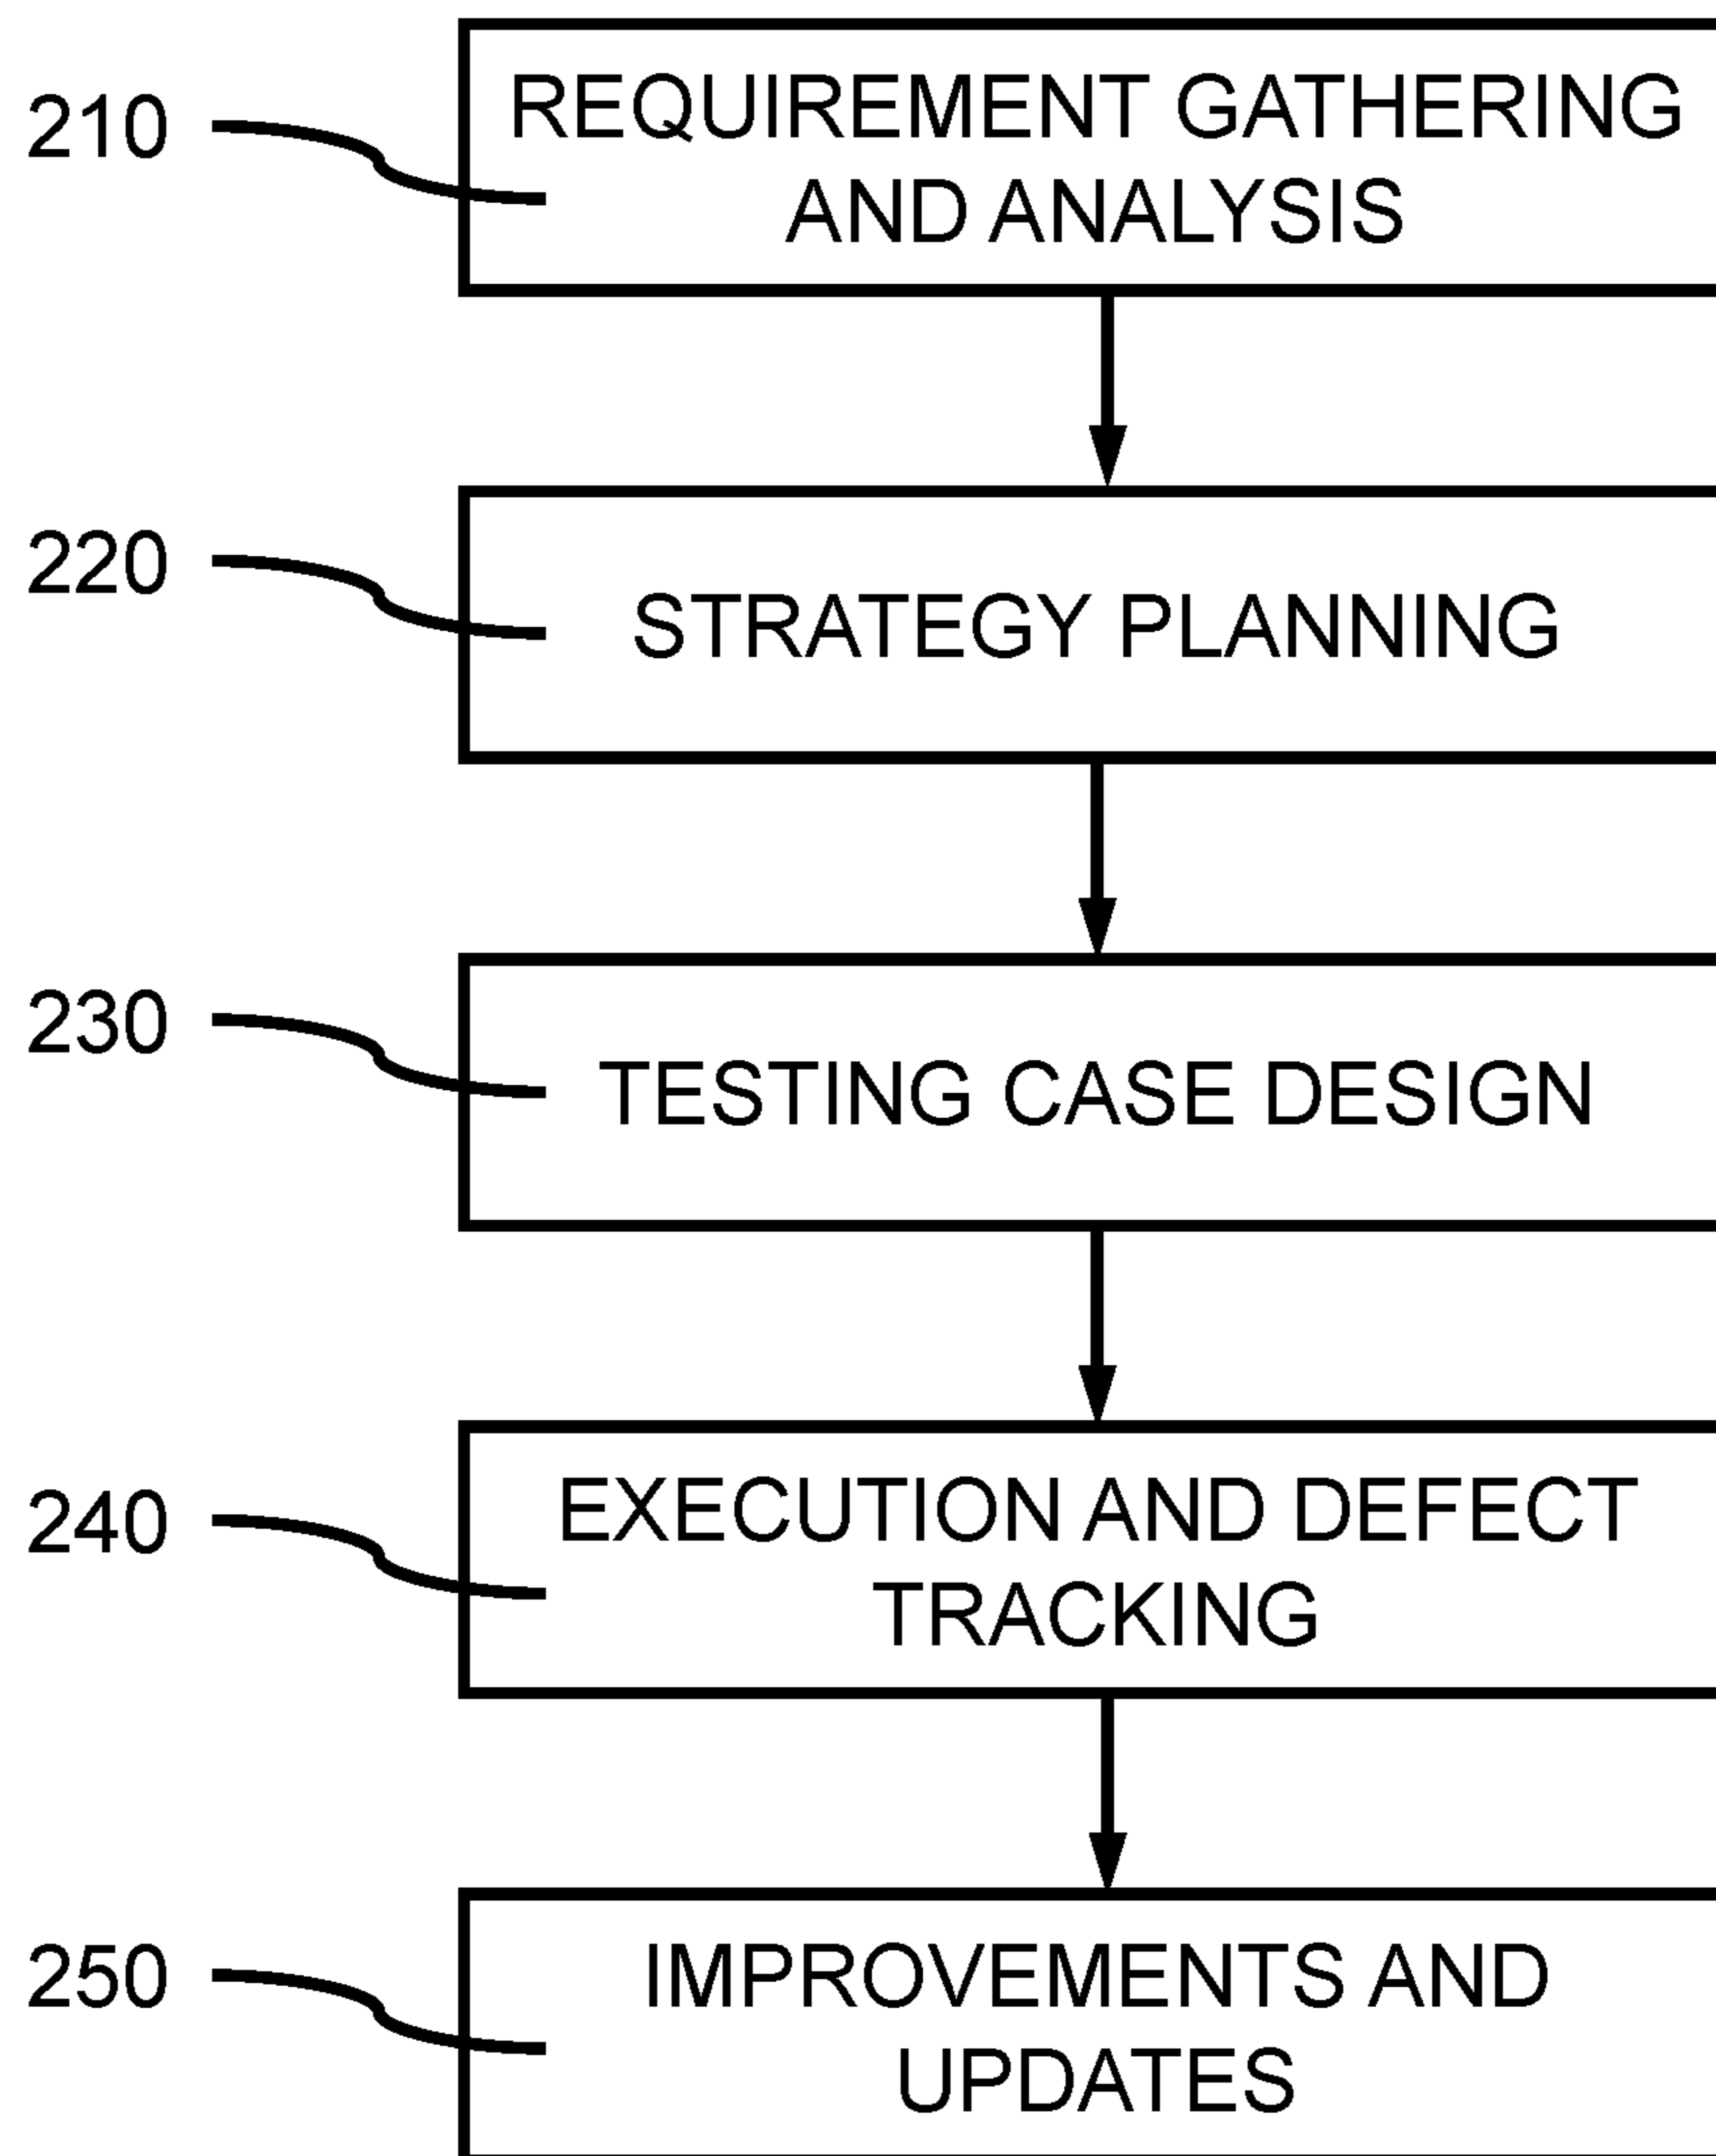 210
REQUIREMENT GATHERING
AND ANALYSIS
220
STRATEGY PLANNING
230
TESTING CASE DESIGN
240
EXECUTION AND DEFECT
TRACKING
250
IMPROVEMENTS AND
UPDATES